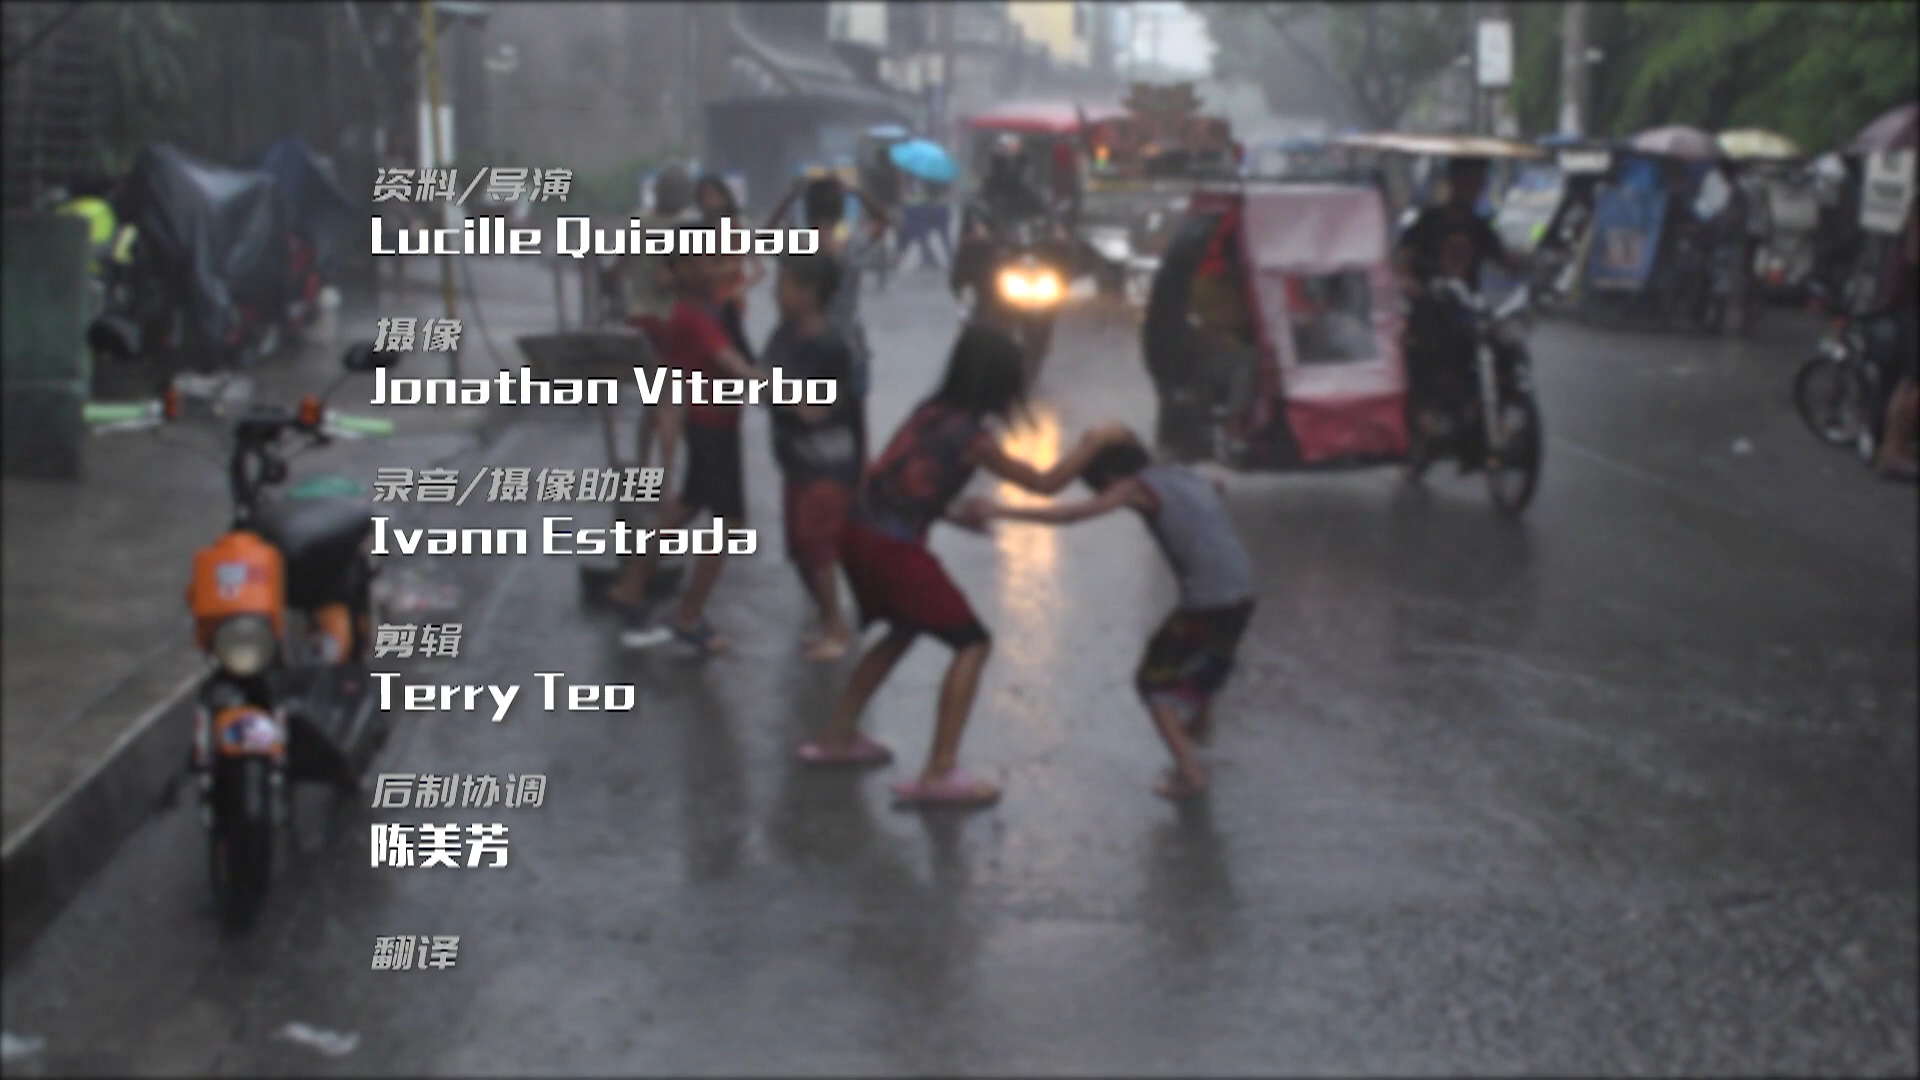 资料/导演
Lucille Quiambao
摄像
Jonathan Viterbo
录音/摄像助理
Ivann Estrada
剪辑
Terry Teo
后制协调
陈美芳
翻译